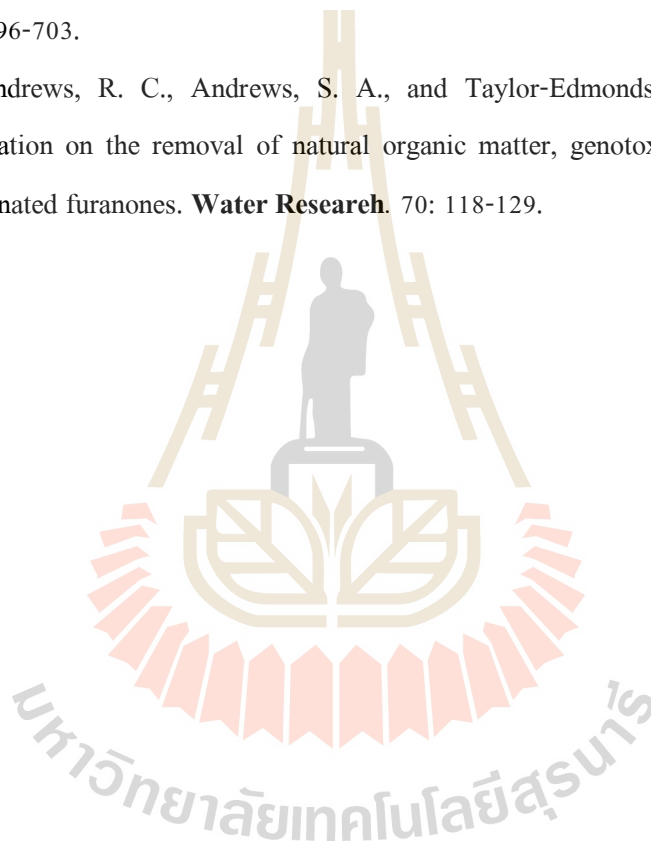 96-703.
ndrews, R. C., Andrews, S. A., and Taylor-Edmonds
ation on the removal of natural organic matter, genotox
nated furanones. Water Researeh. 70: 118-129.
มหาวิทยาลัยเทคโนโลยีสุรนารี